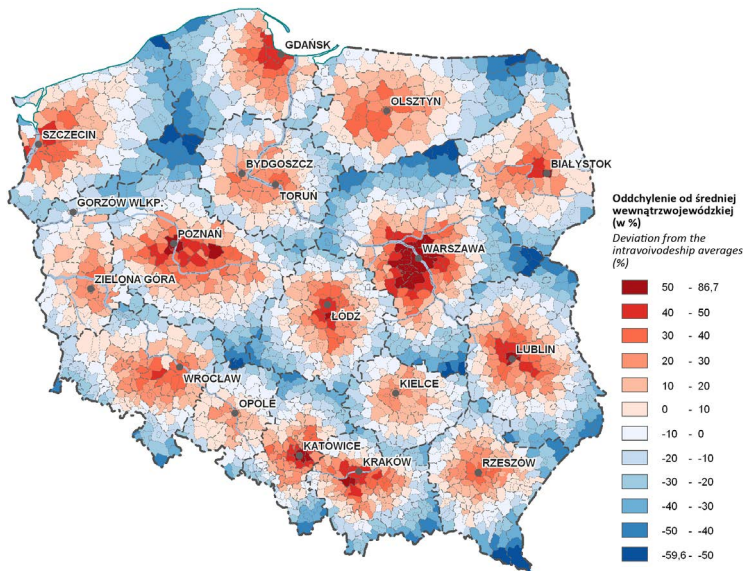 GDAŃSK
OLSZTYN
SZCZECIN
BYDGOSZCZ
BIAŁYSTOK
TORUŃ
GORZÓW WLKP.
POZNAŃ
WARSZAWA
ZIELONA GÓRA
ŁÓDŹ
LUBLIN
WROCŁAW
KIELCE
OPOLE
KATOWICE
KRAKÓW
RZESZÓW
Oddchylenie od średniej
wewnątrzwojewódzkiej
(w %)
Deviation from the
intravoivodeship averages
(%)
50 - 86,7
40 - 50
30 - 40
20 - 30
10 - 20
0 - 10
-10 - 0
-20 - -10
-30 - -20
-40 - -30
-50 - -40
-59,6 - -50